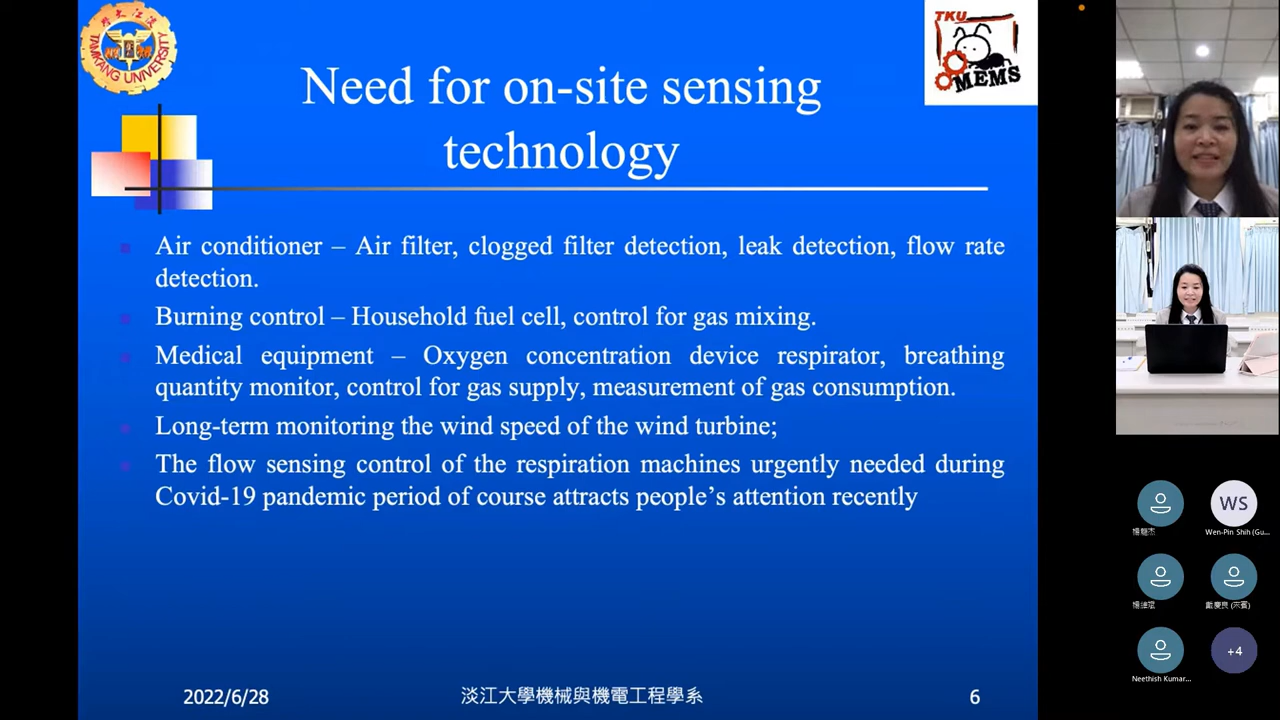 TAMKANG UNIVERSITY
TKU
MEMS
Need for on-site sensing
technology
Air conditioner – Air filter, clogged filter detection, leak detection, flow rate
detection.
Burning control – Household fuel cell, control for gas mixing.
Medical equipment – Oxygen concentration device respirator, breathing
quantity monitor, control for gas supply, measurement of gas consumption.
Long-term monitoring the wind speed of the wind turbine;
The flow sensing control of the respiration machines urgently needed during
Covid-19 pandemic period of course attracts people’s attention recently
2022/6/28
淡江大學機械與機電工程學系
6
WS
Wen-Pin Shih (Gu...
戴慶良 (來賓)
Neethish Kumar...
+4